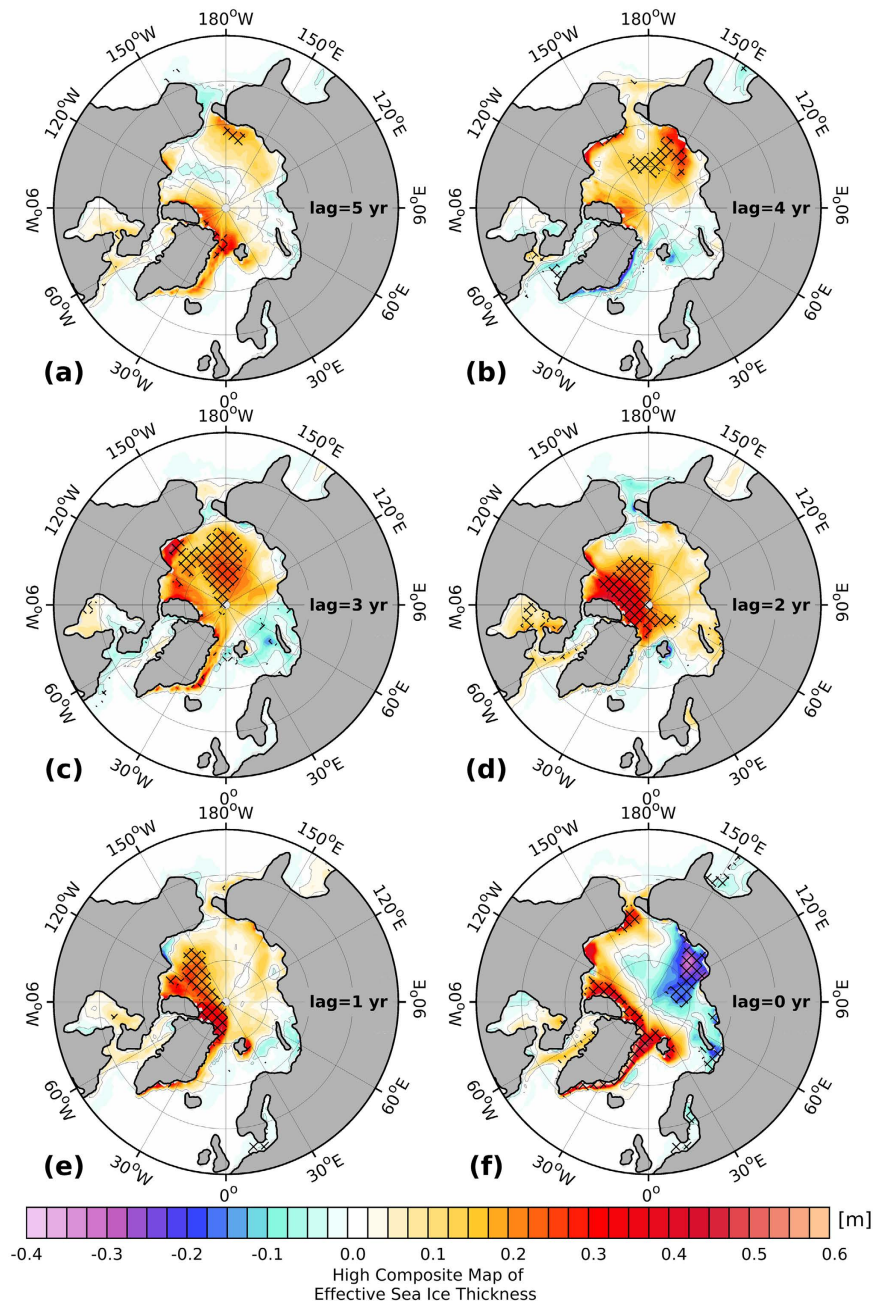 180°W
150°W
150°E
120°W
120°E
90°W
90°E
lag=5 yr
60°W
60°E
30°W
30°E
0°
(a)
180°W
150°W
150°E
120°W
120°E
90°W
90°E
lag=4 yr
60°W
60°E
30°W
30°E
0°
(b)
180°W
150°W
150°E
120°W
120°E
90°W
90°E
lag=3 yr
60°W
60°E
30°W
30°E
0°
(c)
180°W
150°W
150°E
120°W
120°E
90°W
90°E
lag=2 yr
60°W
60°E
30°W
30°E
0°
(d)
180°W
150°W
150°E
120°W
120°E
90°W
90°E
lag=1 yr
60°W
60°E
30°W
30°E
0°
(e)
180°W
150°W
150°E
120°W
120°E
90°W
90°E
lag=0 yr
60°W
60°E
30°W
30°E
0°
(f)
[m]
-0.4 -0.3 -0.2 -0.1 0.0 0.1 0.2 0.3 0.4 0.5 0.6
High Composite Map of
Effective Sea Ice Thickness